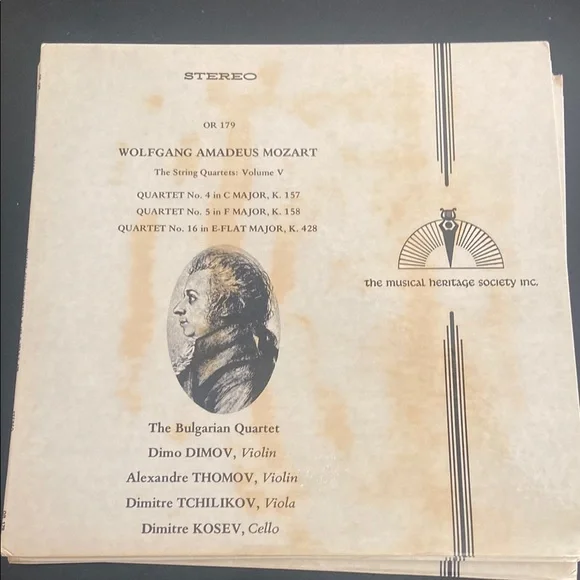 STEREO
OR 179
WOLFGANG AMADEUS MOZART
The String Quartets: Volume V
QUARTET No. 4 in C MAJOR, K. 157
QUARTET No. 5 in F MAJOR, K. 158
QUARTET No. 16 in E-FLAT MAJOR, K. 428
the musical heritage society inc.
The Bulgarian Quartet
Dimo DIMOV, Violin
Alexandre THOMOV, Violin
Dimitre TCHILIKOV, Viola
Dimitre KOSEV, Cello